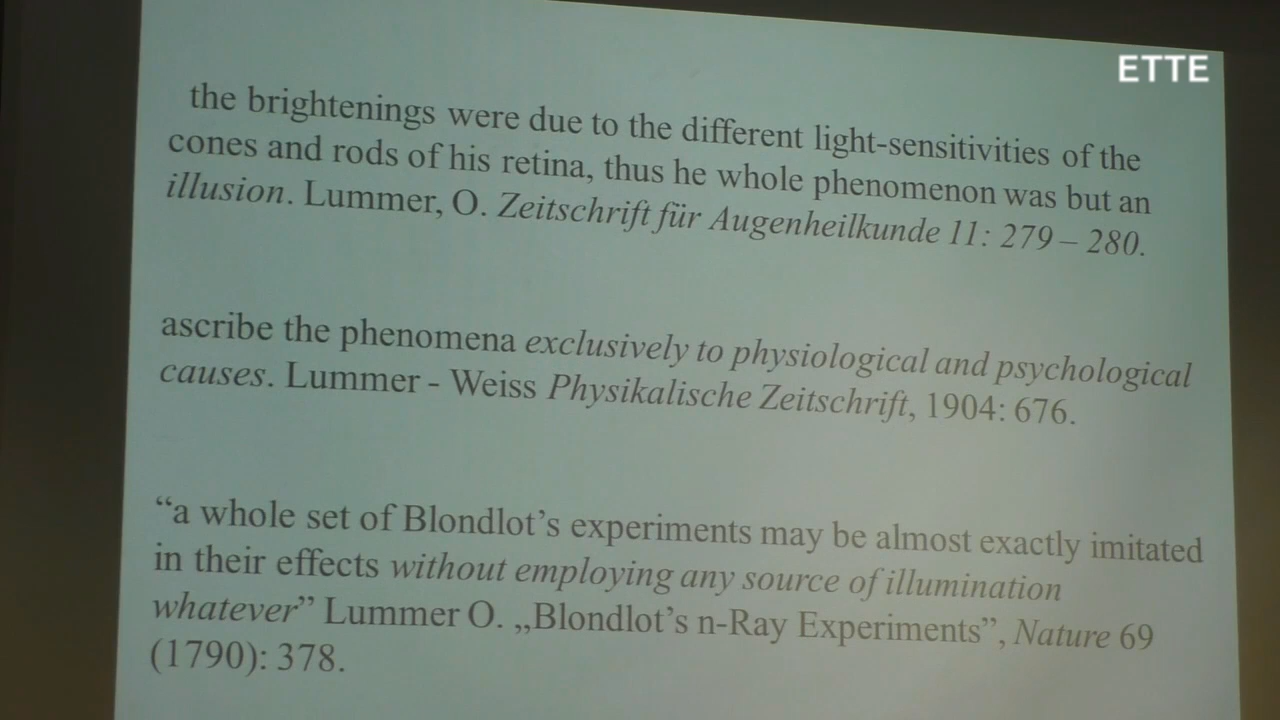 ETTE
the brightenings were due to the different light-sensitivities of the
cones and rods of his retina, thus he whole phenomenon was but an
illusion. Lummer, O. Zeitschrift für Augenheilkunde 11: 279 – 280.
ascribe the phenomena exclusively to physiological and psychological
causes. Lummer - Weiss Physikalische Zeitschrift, 1904: 676.
“a whole set of Blondlot’s experiments may be almost exactly imitated
in their effects without employing any source of illumination
whatever” Lummer O. „Blondlot’s n-Ray Experiments”, Nature 69
(1790): 378.